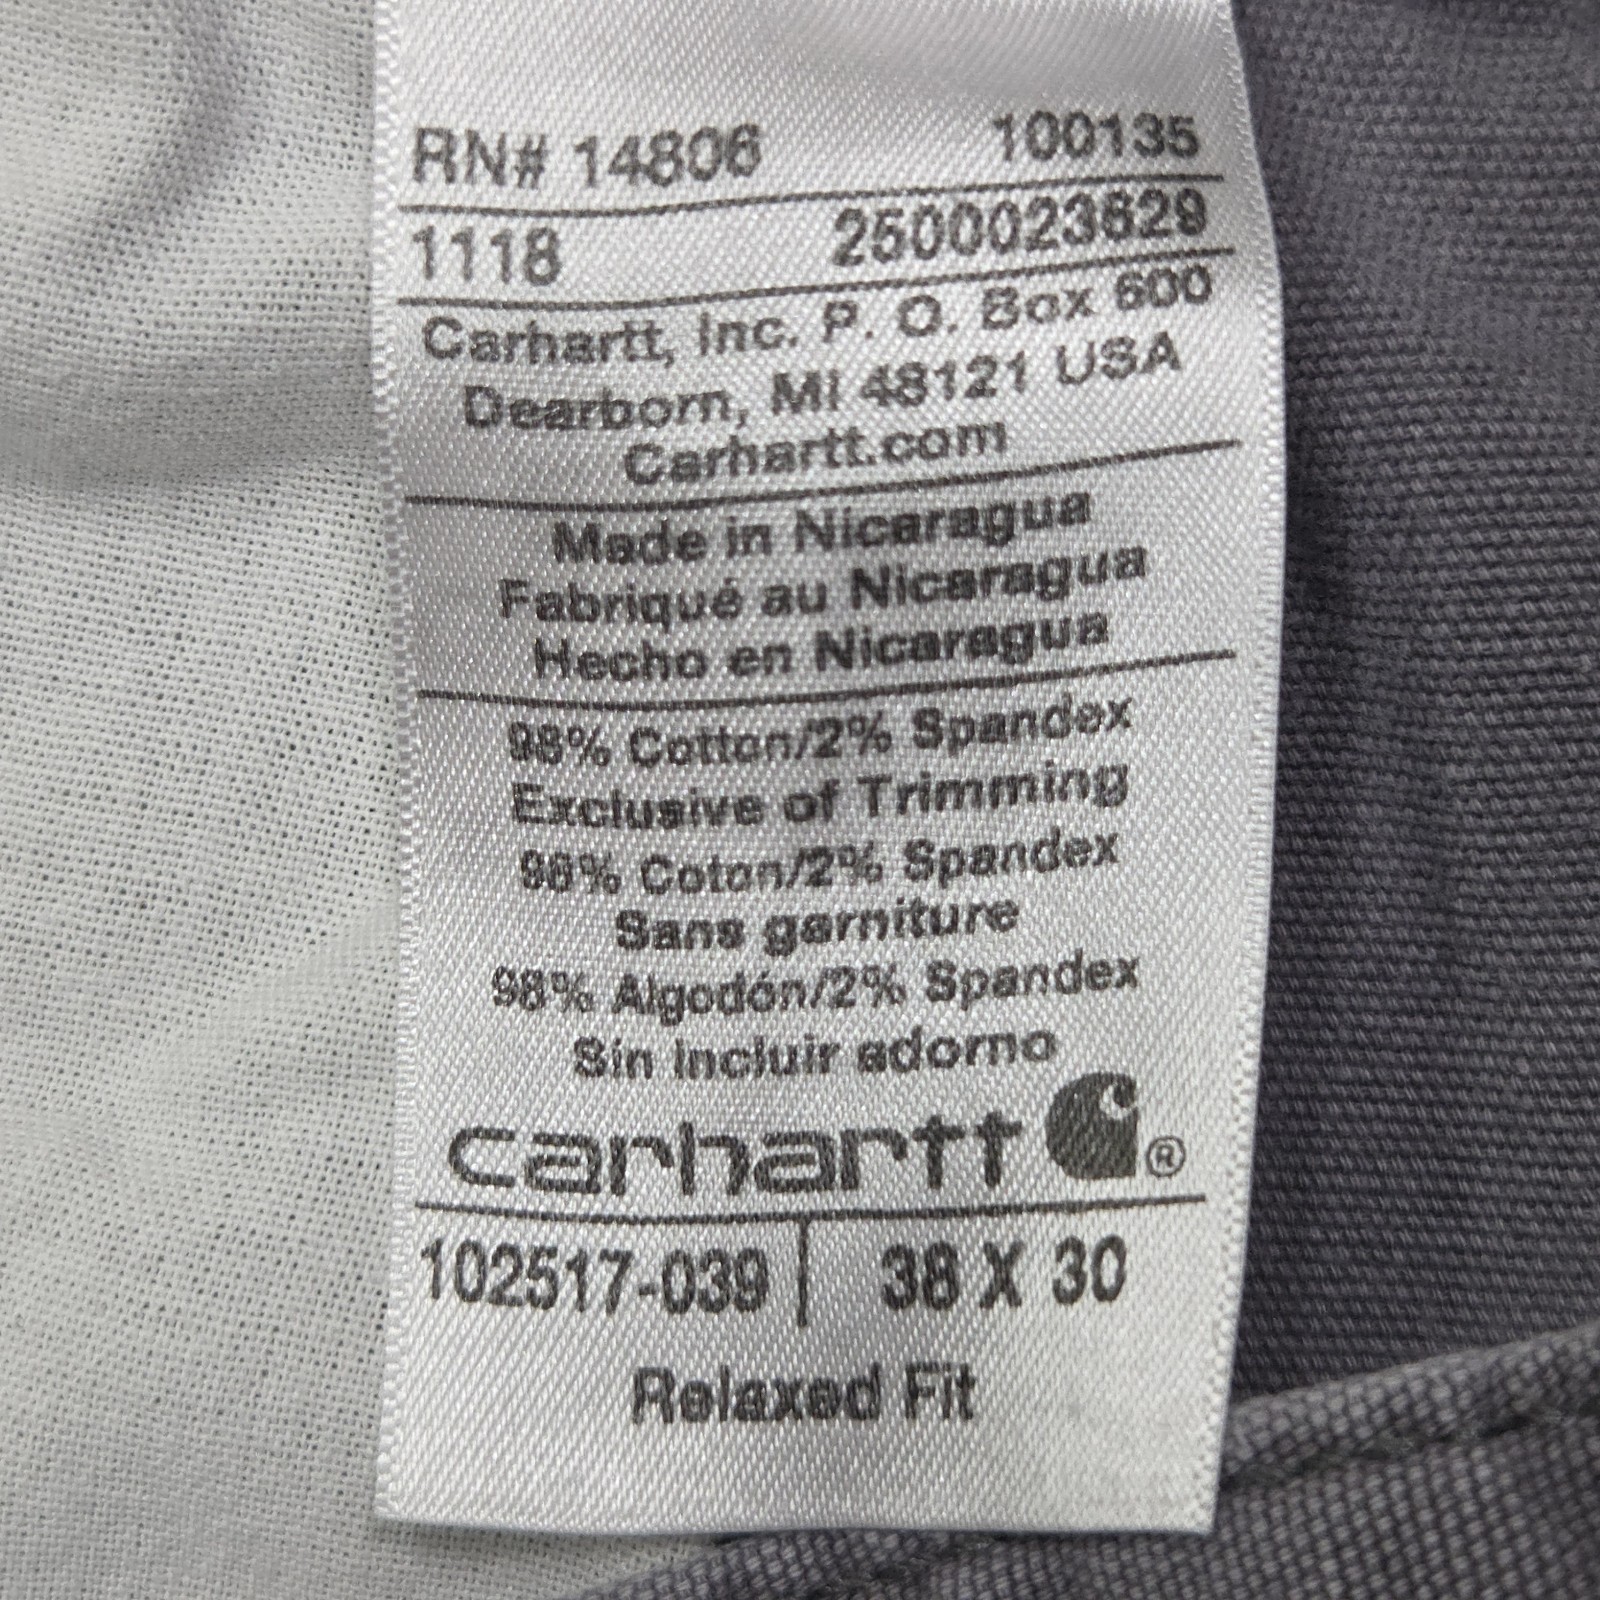 RN# 14806 100135
1118 2500023629
Carhartt, Inc. P. O. Box 600
Dearborn, MI 48121 USA
Carhartt.com
Made in Nicaragua
Fabriqué au Nicaragua
Hecho en Nicaragua
98% Cotton/2% Spandex
Exclusive of Trimming
98% Coton/2% Spandex
Sans garniture
98% Algodón/2% Spandex
Sin incluir adorno
carhartt ®
102517-039 38 X 30
Relaxed Fit